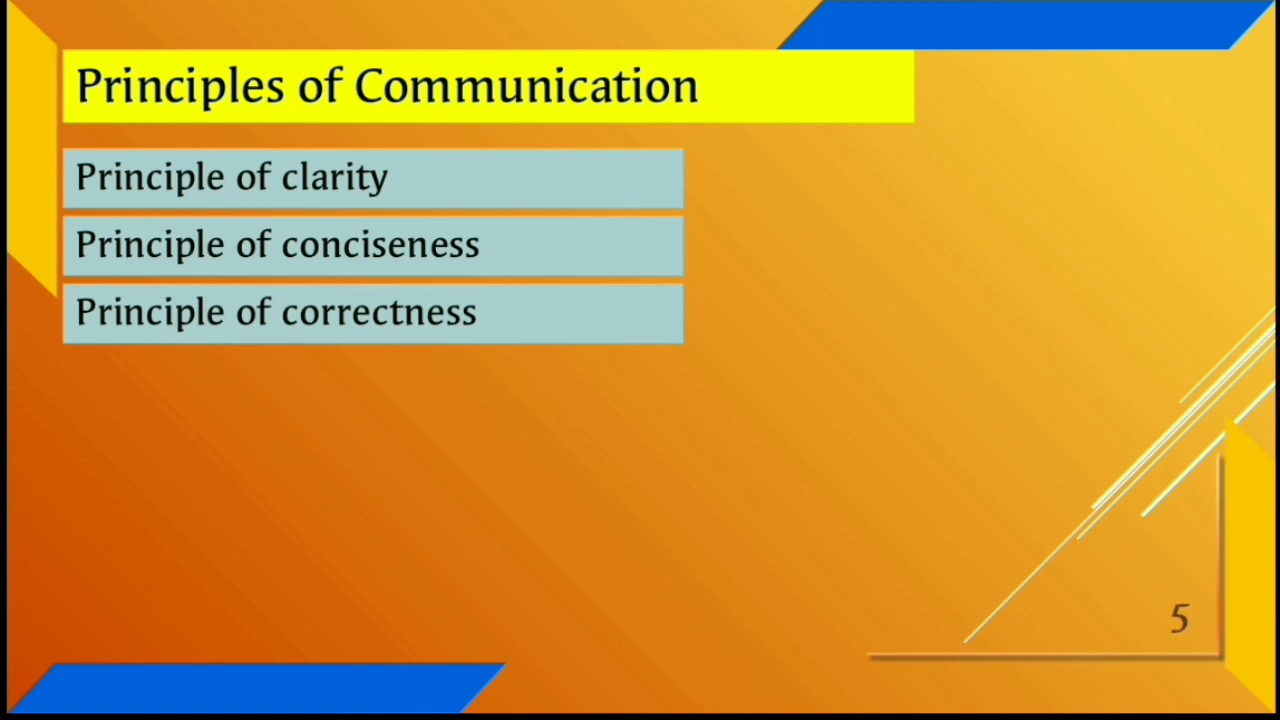 Principles of Communication
Principle of clarity
Principle of conciseness
Principle of correctness
5